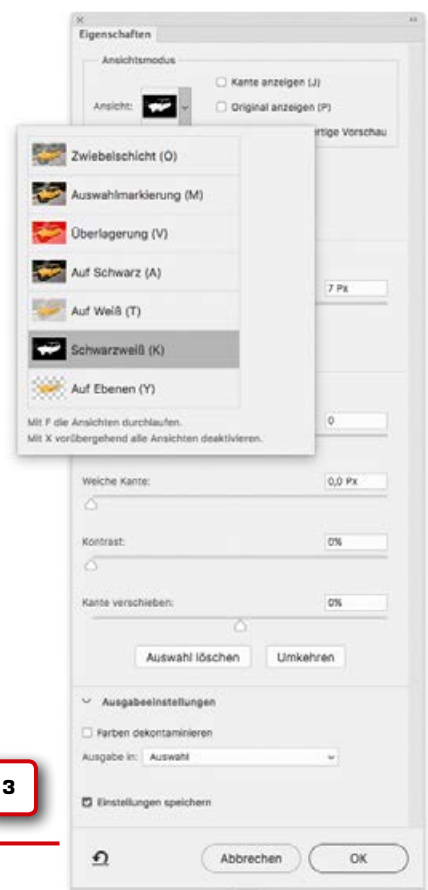 Eigenschaften
Ansichtsmodus
Kante anzeigen (J)
Ansicht:
Original anzeigen (P)
rtige Vorschau
Zwiebelschicht (O)
Auswahlmarkierung (M)
Überlagerung (V)
Auf Schwarz (A)
7 Px
Auf Weiß (T)
Schwarzweiß (K)
Auf Ebenen (Y)
Mit F die Ansichten durchlaufen.
0
Mit X vorübergehend alle Ansichten deaktivieren.
Weiche Kante:
0,0 Px
Kontrast:
0%
Kante verschieben:
0%
Auswahl löschen
Umkehren
Ausgabeeinstellungen
Farben dekontaminieren
Ausgabe in:
Auswahl
3
Einstellungen speichern
Abbrechen
OK